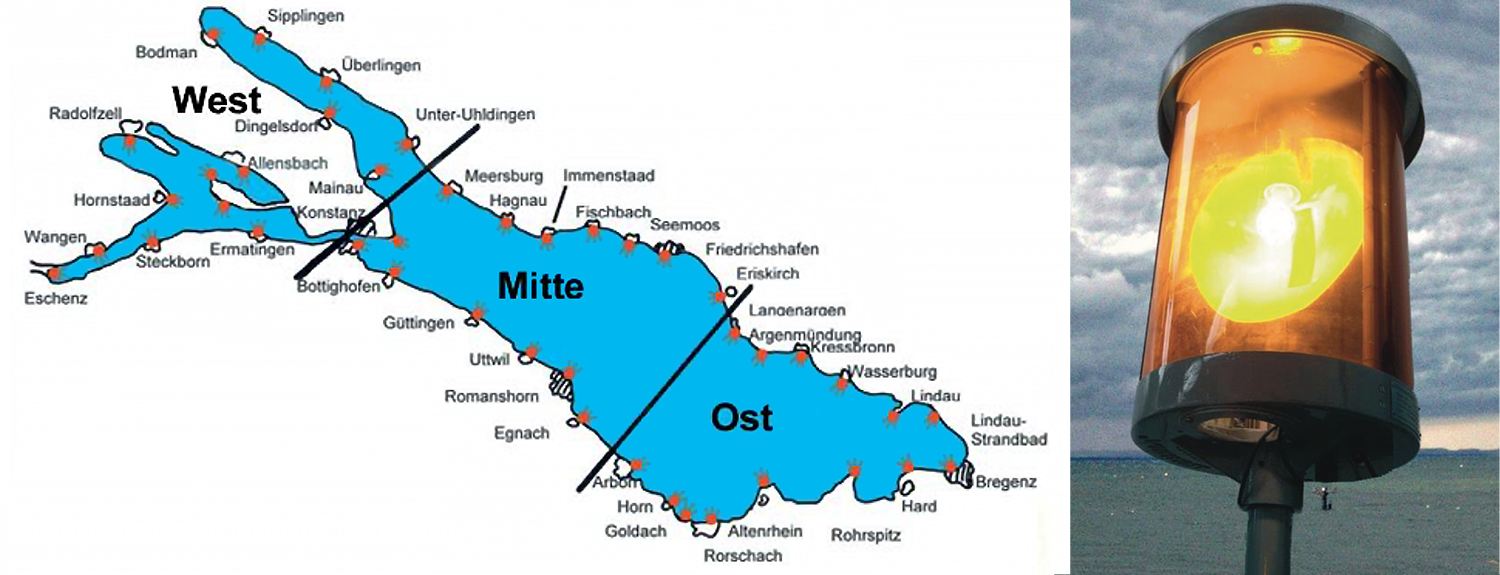 Sipplingen
Bodman
Überlingen
West
Radolfzell
Dingelsdorf
Unter-Uhldingen
Allensbach
Mainau
Meersburg
Immenstaad
Hornstaad
Hagnau
Konstanz
Fischbach
Seemoos
Wangen
Ermatingen
Friedrichshafen
Steckborn
Eriskirch
Eschenz
Bottighofen
Mitte
Langenargen
Güttingen
Argenmündung
Kressbronn
Uttwil
Wasserburg
Romanshorn
Lindau
Ost
Egnach
Lindau-
Strandbad
Arbon
Bregenz
Horn
Hard
Goldach
Altenrhein
Rohrspitz
Rorschach